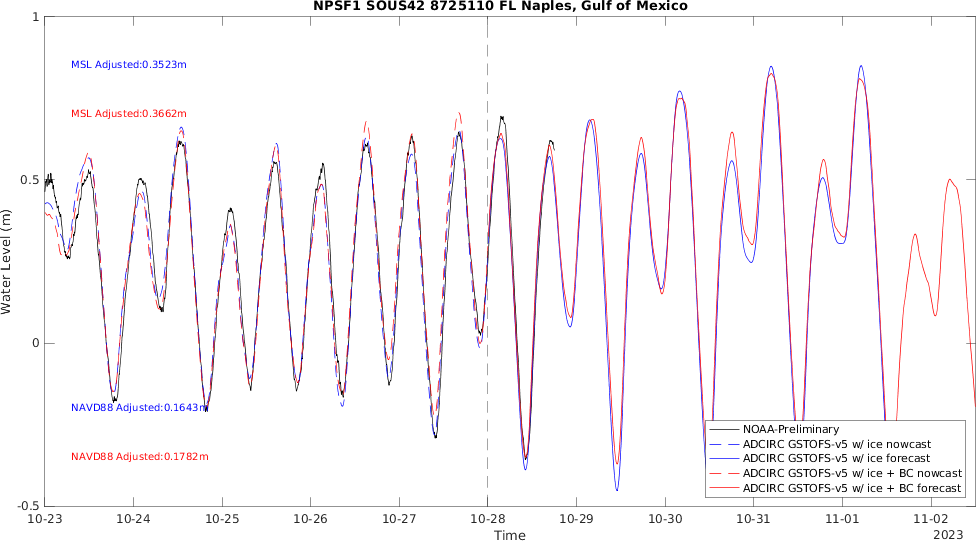 NPSF1 SOUS42 8725110 FL Naples, Gulf of Mexico
1
0.5
0
-0.5
Water Level (m)
MSL Adjusted:0.3523m
MSL Adjusted:0.3662m
NAVD88 Adjusted:0.1643m
NAVD88 Adjusted:0.1782m
NOAA-Preliminary
ADCIRC GSTOFS-v5 w/ ice nowcast
ADCIRC GSTOFS-v5 w/ ice forecast
ADCIRC GSTOFS-v5 w/ ice + BC nowcast
ADCIRC GSTOFS-v5 w/ ice + BC forecast
10-23 10-24 10-25 10-26 10-27 10-28 10-29 10-30 10-31 11-01 11-02
Time
2023